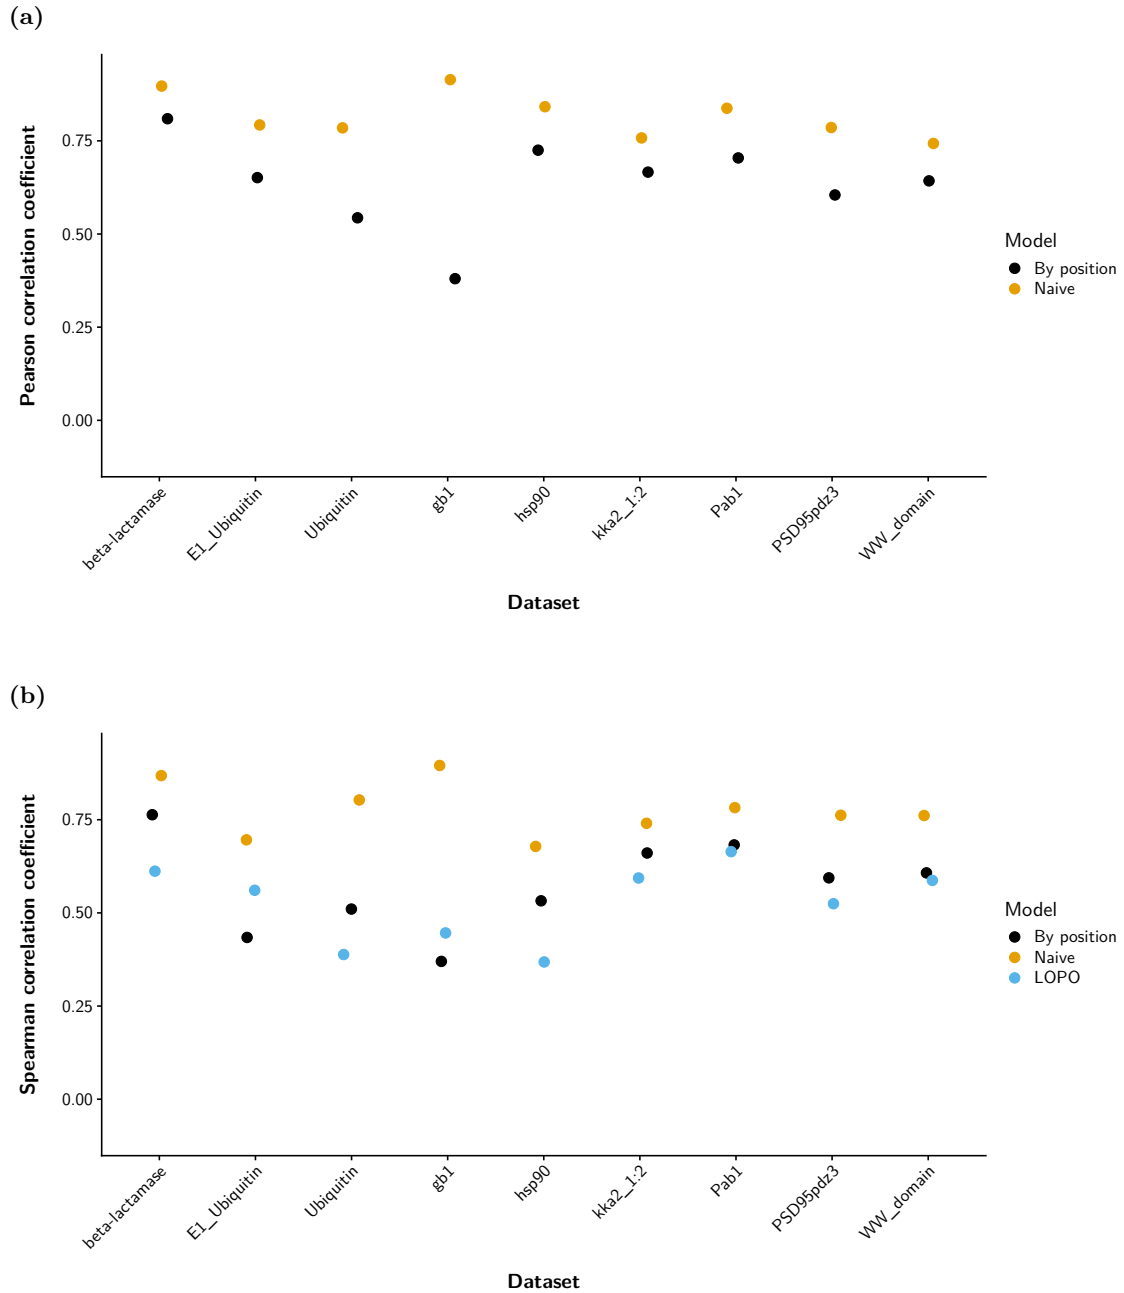 (a)
Pearson correlation coefficient
0.75
0.50
0.25
0.00
beta-lactamase
E1_Ubiquitin
Ubiquitin
gb1
hsp90
kka2_1:2
Pab1
PSD95pdz3
WW_domain
Dataset
Model
By position
Naive
(b)
Spearman correlation coefficient
0.75
0.50
0.25
0.00
beta-lactamase
E1_Ubiquitin
Ubiquitin
gb1
hsp90
kka2_1:2
Pab1
PSD95pdz3
WW_domain
Dataset
Model
By position
Naive
LOPO